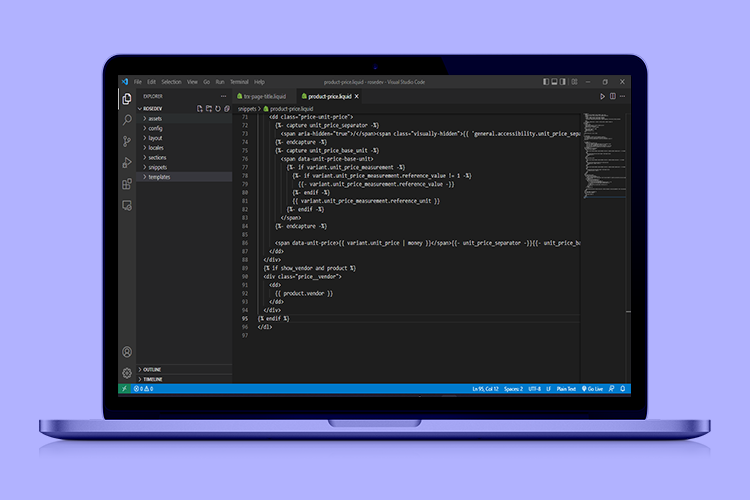 File Edit Selection View Go Run Terminal Help product-price.liquid - rosedev - Visual Studio Code
EXPLORER
ROSEDEV
assets
config
layout
locales
sections
snippets
templates
OUTLINE
TIMELINE
trx-page-title.liquid product-price.liquid
snippets > product-price.liquid
71 <dd class="price-unit-price">
72 {%- capture unit_price_separator -%}
73 <span aria-hidden="true">/</span><span class="visually-hidden">{{ 'general.accessibility.unit_price_sep
74 {%- endcapture -%}
75 {%- capture unit_price_base_unit -%}
76 <span data-unit-price-base-unit>
77 {%- if variant.unit_price_measurement -%}
78 {%- if variant.unit_price_measurement.reference_value != 1 -%}
79 {{- variant.unit_price_measurement.reference_value -}}
80 {%- endif -%}
81 {{ variant.unit_price_measurement.reference_unit }}
82 {%- endif -%}
83 </span>
84 {%- endcapture -%}
85
86 <span data-unit-price>{{ variant.unit_price | money }}</span>{{- unit_price_separator -}}{{- unit_price_ba
87 </dd>
88 </div>
89 {% if show_vendor and product %}
90 <div class="price__vendor">
91 <dd>
92 {{ product.vendor }}
93 </dd>
94 </div>
95 {% endif %}
96 </dl>
97
0 0 Ln 95, Col 12 Spaces: 2 UTF-8 LF Plain Text Go Live